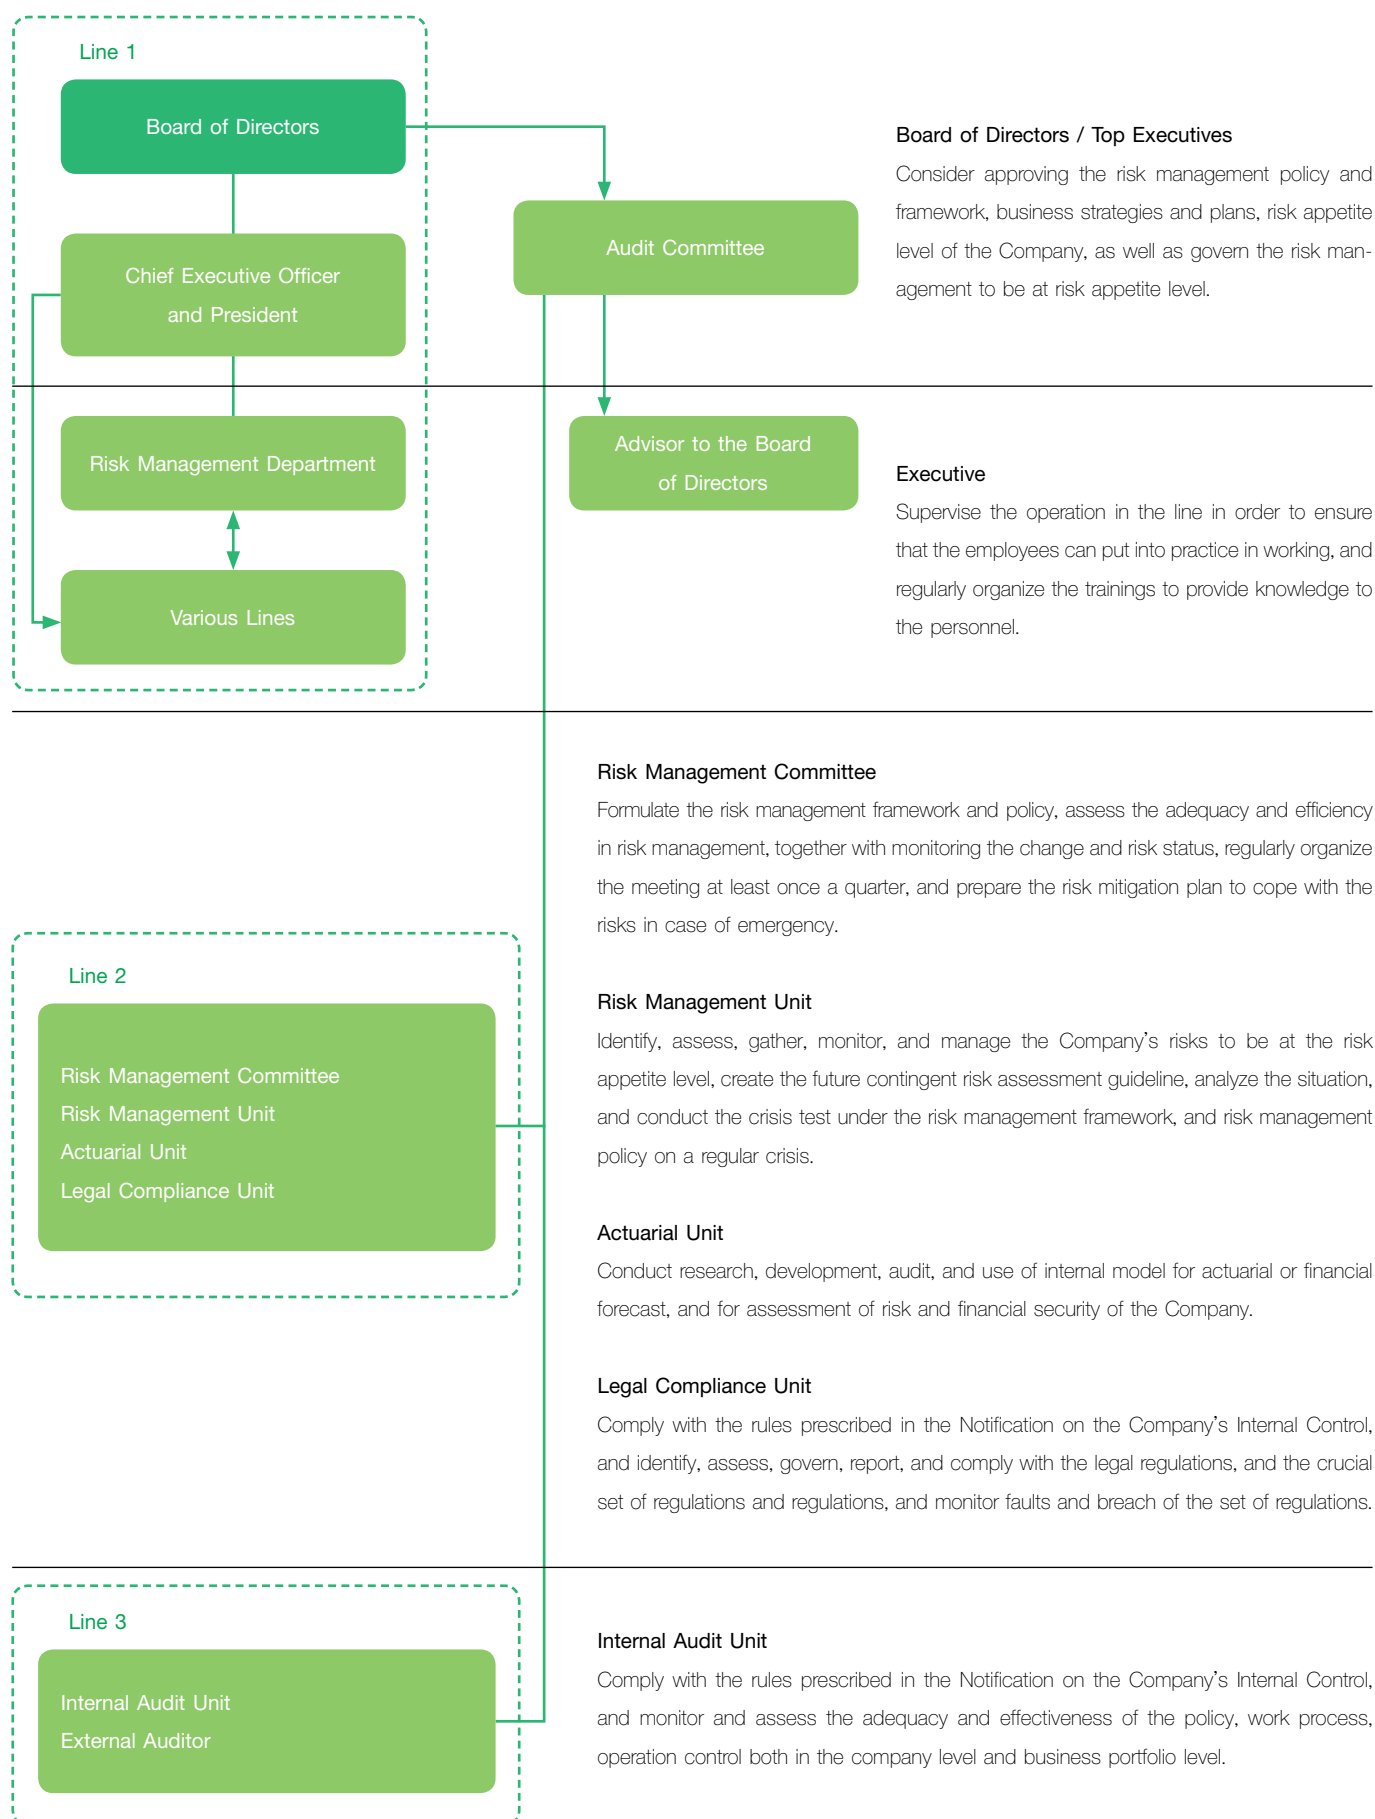 Line 1
Board of Directors
Chief Executive Officer
and President
Audit Committee
Board of Directors / Top Executives
Consider approving the risk management policy and
framework, business strategies and plans, risk appetite
level of the Company, as well as govern the risk man-
agement to be at risk appetite level.
Risk Management Department
Various Lines
Advisor to the Board
of Directors
Executive
Supervise the operation in the line in order to ensure
that the employees can put into practice in working, and
regularly organize the trainings to provide knowledge to
the personnel.
Line 2
Risk Management Committee
Risk Management Unit
Actuarial Unit
Legal Compliance Unit
Risk Management Committee
Formulate the risk management framework and policy, assess the adequacy and efficiency
in risk management, together with monitoring the change and risk status, regularly organize
the meeting at least once a quarter, and prepare the risk mitigation plan to cope with the
risks in case of emergency.
Risk Management Unit
Identify, assess, gather, monitor, and manage the Company's risks to be at the risk
appetite level, create the future contingent risk assessment guideline, analyze the situation,
and conduct the crisis test under the risk management framework, and risk management
policy on a regular crisis.
Actuarial Unit
Conduct research, development, audit, and use of internal model for actuarial or financial
forecast, and for assessment of risk and financial security of the Company.
Legal Compliance Unit
Comply with the rules prescribed in the Notification on the Company's Internal Control,
and identify, assess, govern, report, and comply with the legal regulations, and the crucial
set of regulations and regulations, and monitor faults and breach of the set of regulations.
Line 3
Internal Audit Unit
External Auditor
Internal Audit Unit
Comply with the rules prescribed in the Notification on the Company's Internal Control,
and monitor and assess the adequacy and effectiveness of the policy, work process,
operation control both in the company level and business portfolio level.